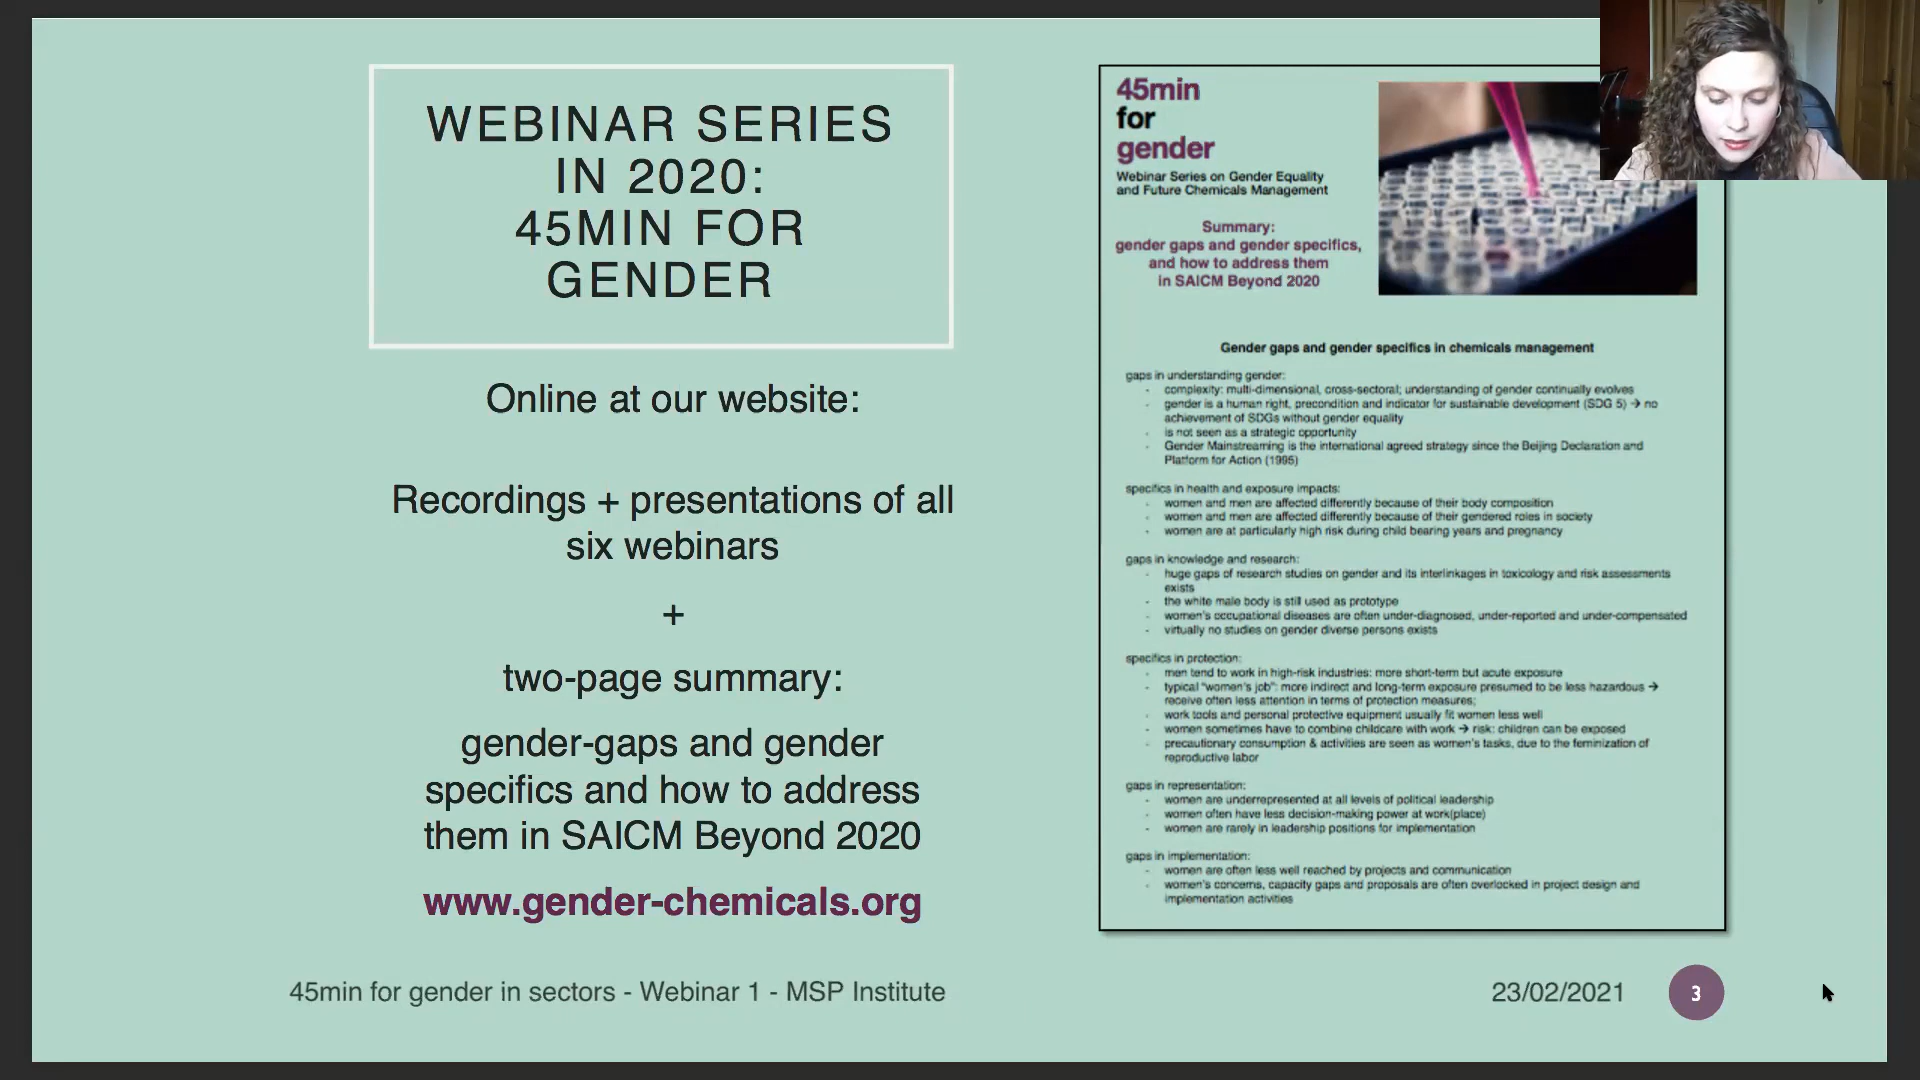 WEBINAR SERIES
IN 2020:
45MIN FOR
GENDER
Online at our website:
Recordings + presentations of all
six webinars
+
two-page summary:
gender-gaps and gender
specifics and how to address
them in SAICM Beyond 2020
www.gender-chemicals.org
45min
for
gender
Webinar Series on Gender Equality
and Future Chemicals Management
Summary:
gender gaps and gender specifics,
and how to address them
in SAICM Beyond 2020
Gender gaps and gender specifics in chemicals management
gaps in understanding gender:
- complexity: multi-dimensional, cross-sectoral; understanding of gender continually evolves
- gender is a human right, precondition and indicator for sustainable development (SDG 5) → no
achievement of SDGs without gender equality
- is not seen as a strategic opportunity
- Gender Mainstreaming is the international agreed strategy since the Beijing Declaration and
Platform for Action (1995)
specifics in health and exposure impacts:
- women and men are affected differently because of their body composition
- women and men are affected differently because of their gendered roles in society
- women are at particularly high risk during child bearing years and pregnancy
gaps in knowledge and research:
- huge gaps of research studies on gender and its interlinkages in toxicology and risk assessments
exists
- the white male body is still used as prototype
- women's occupational diseases are often under-diagnosed, under-reported and under-compensated
- virtually no studies on gender diverse persons exists
specifics in protection:
- men tend to work in high-risk industries: more short-term but acute exposure
- typical "women's job": more indirect and long-term exposure presumed to be less hazardous →
receive often less attention in terms of protection measures;
- work tools and personal protective equipment usually fit women less well
- women sometimes have to combine childcare with work → risk: children can be exposed
- precautionary consumption & activities are seen as women's tasks, due to the feminization of
reproductive labor
gaps in representation:
- women are underrepresented at all levels of political leadership
- women often have less decision-making power at work(place)
- women are rarely in leadership positions for implementation
gaps in implementation:
- women are often less well reached by projects and communication
- women's concerns, capacity gaps and proposals are often overlooked in project design and
implementation activities
45min for gender in sectors - Webinar 1 - MSP Institute
23/02/2021
3